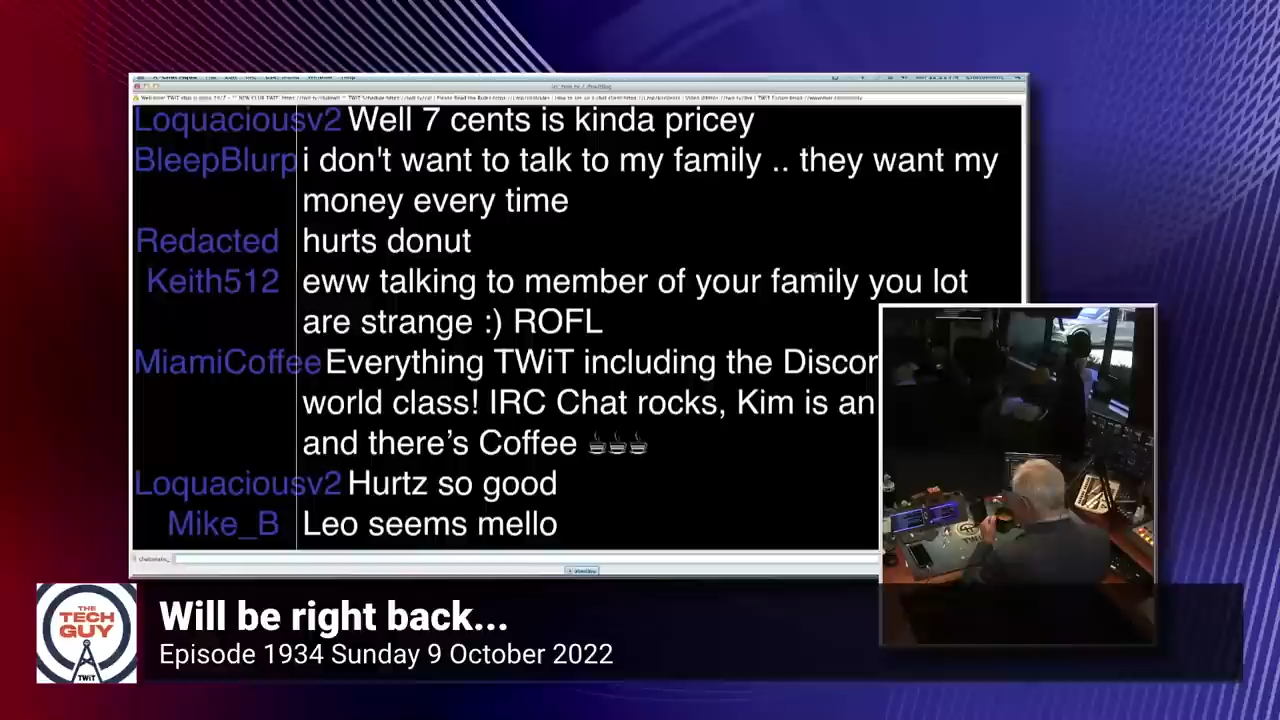 Loquaciousv2 Well 7 cents is kinda pricey
BleepBlurp i don't want to talk to my family .. they want my
money every time
Redacted hurts donut
Keith512 eww talking to member of your family you lot
are strange :) ROFL
MiamiCoffee Everything TWiT including the Discor
world class! IRC Chat rocks, Kim is an
and there’s Coffee ☕☕☕
Loquaciousv2 Hurtz so good
Mike_B Leo seems mello
THE
TECH
GUY
TWiT
Will be right back...
Episode 1934 Sunday 9 October 2022